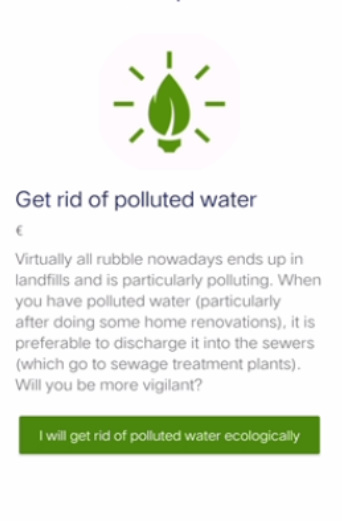 Get rid of polluted water
€
Virtually all rubble nowadays ends up in
landfills and is particularly polluting. When
you have polluted water (particularly
after doing some home renovations), it is
preferable to discharge it into the sewers
(which go to sewage treatment plants).
Will you be more vigilant?
I will get rid of polluted water ecologically